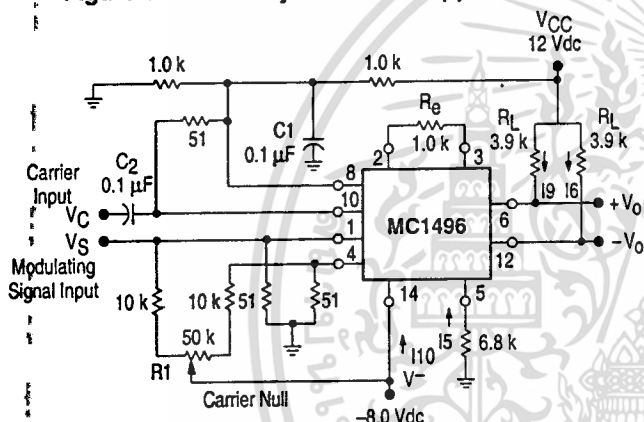 VCC
12 Vdc
1.0 k
1.0 k
Re
1.0 k
RL
3.9 k
RL
3.9 k
51
C1
0.1 µF
C2
0.1 µF
Carrier
Input
VC
VS
Modulating
Signal Input
2
3
8
10
1
4
MC1496
6
12
14
5
I9
I6
+Vo
–Vo
10 k
10 k
51
51
50 k
R1
Carrier Null
I10
V–
I5
6.8 k
–8.0 Vdc